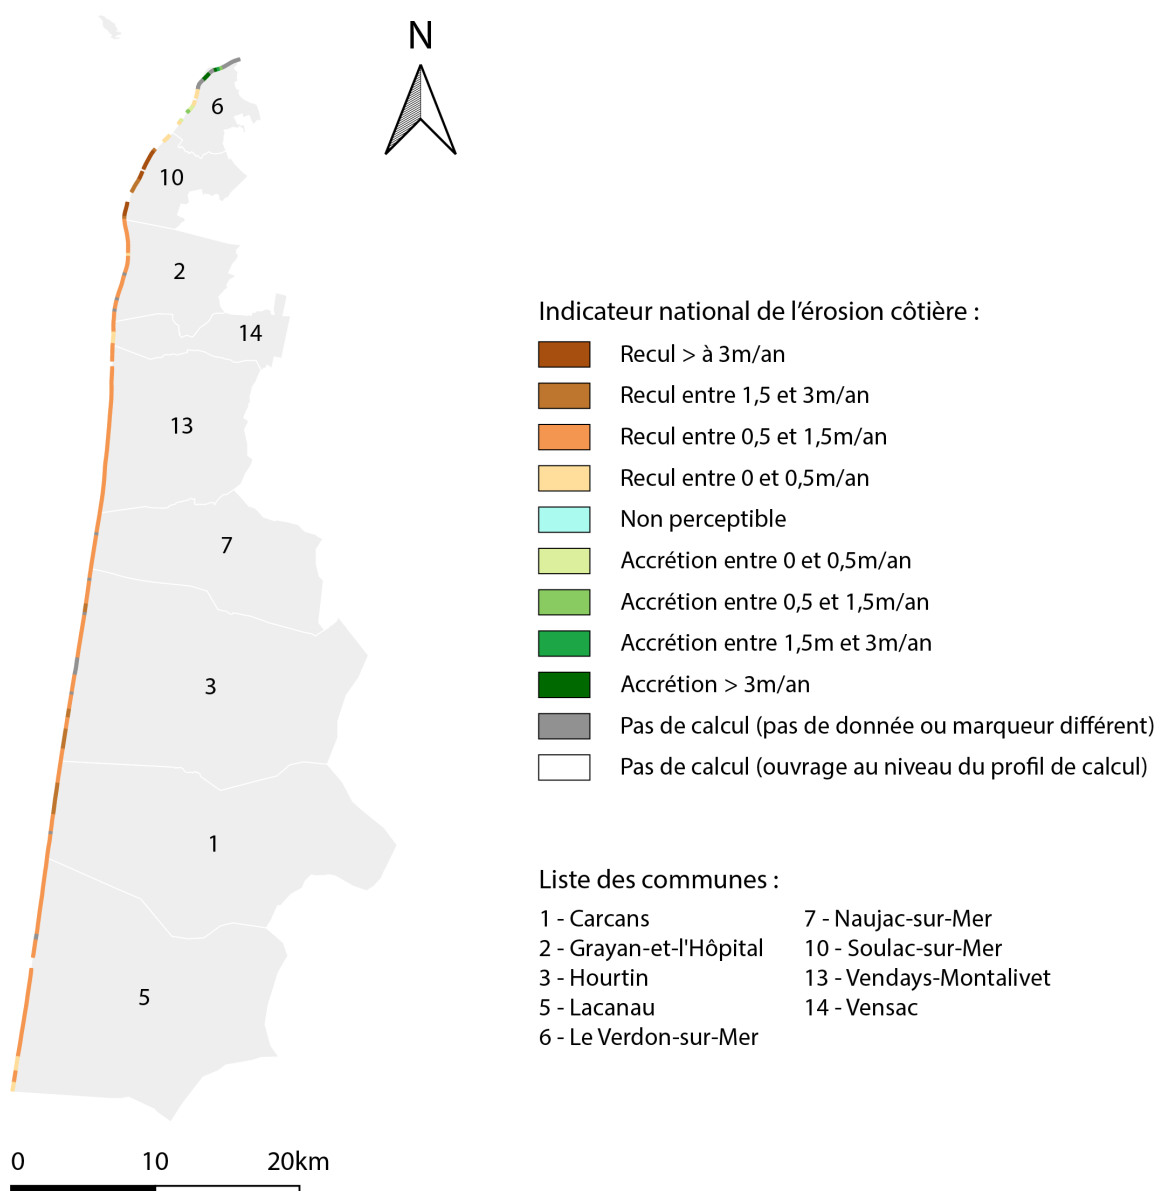 N
6
10
2
14
13
7
3
1
5
Indicateur national de l’érosion côtière :
Recul > à 3m/an
Recul entre 1,5 et 3m/an
Recul entre 0,5 et 1,5m/an
Recul entre 0 et 0,5m/an
Non perceptible
Accrétion entre 0 et 0,5m/an
Accrétion entre 0,5 et 1,5m/an
Accrétion entre 1,5m et 3m/an
Accrétion > 3m/an
Pas de calcul (pas de donnée ou marqueur différent)
Pas de calcul (ouvrage au niveau du profil de calcul)
Liste des communes :
1 - Carcans
2 - Grayan-et-l'Hôpital
3 - Hourtin
5 - Lacanau
6 - Le Verdon-sur-Mer
7 - Naujac-sur-Mer
10 - Soulac-sur-Mer
13 - Vendays-Montalivet
14 - Vensac
0 10 20km